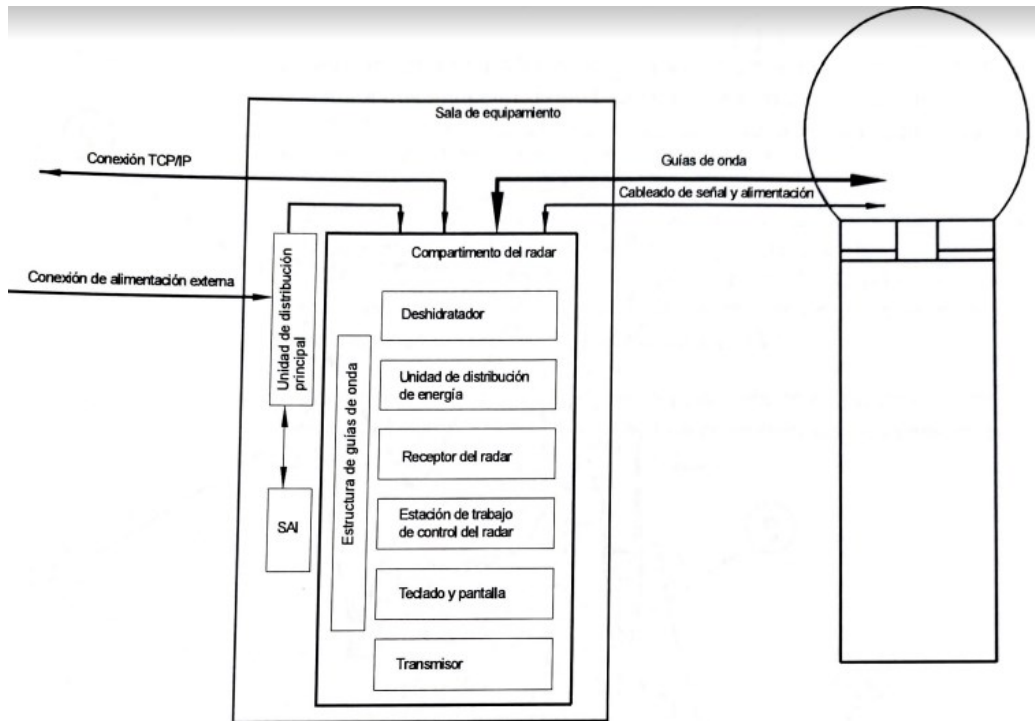 Sala de equipamiento
Conexión TCP/IP
Guías de onda
Cableado de señal y alimentación
Compartimento del radar
Conexión de alimentación externa
Unidad de distribución
principal
Deshidratador
Unidad de distribución
de energía
Estructura de guías de onda
Receptor del radar
Estación de trabajo
de control del radar
SAI
Teclado y pantalla
Transmisor